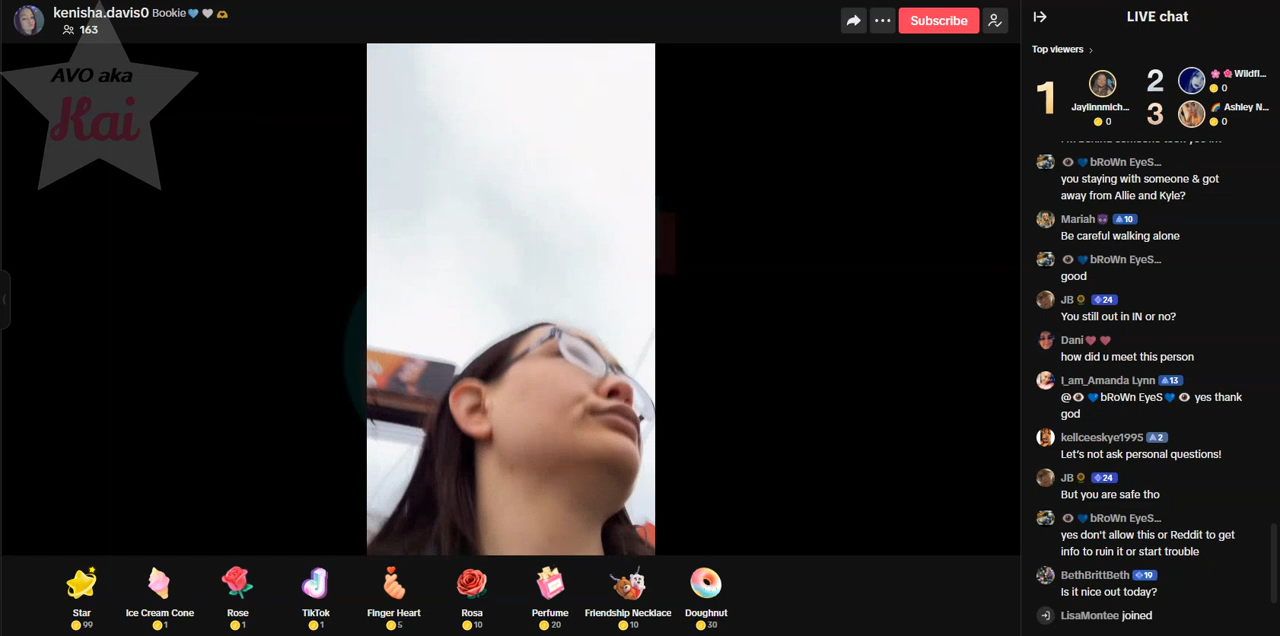 kenisha.davis0 Bookie💙🤍🫶
163
Subscribe
AVO aka
Kai
LIVE chat
Top viewers
1
Jaylinnmich...
0
2
🌸🌺 Wildfl...
0
3
🌈 Ashley N...
0
👁️💙bRoWn EyeS...
you staying with someone & got
away from Allie and Kyle?
Mariah😈 10
Be careful walking alone
👁️💙bRoWn EyeS...
good
JB🌻 24
You still out in IN or no?
Dani❤️❤️
how did u meet this person
I_am_Amanda Lynn 13
@👁️💙bRoWn EyeS💙👁️ yes thank
god
kellceeskye1995 2
Let's not ask personal questions!
JB🌻 24
But you are safe tho
👁️💙bRoWn EyeS...
yes don't allow this or Reddit to get
info to ruin it or start trouble
BethBrittBeth 19
Is it nice out today?
LisaMontee joined
Star
99
Ice Cream Cone
1
Rose
1
TikTok
1
Finger Heart
5
Rosa
10
Perfume
20
Friendship Necklace
10
Doughnut
30